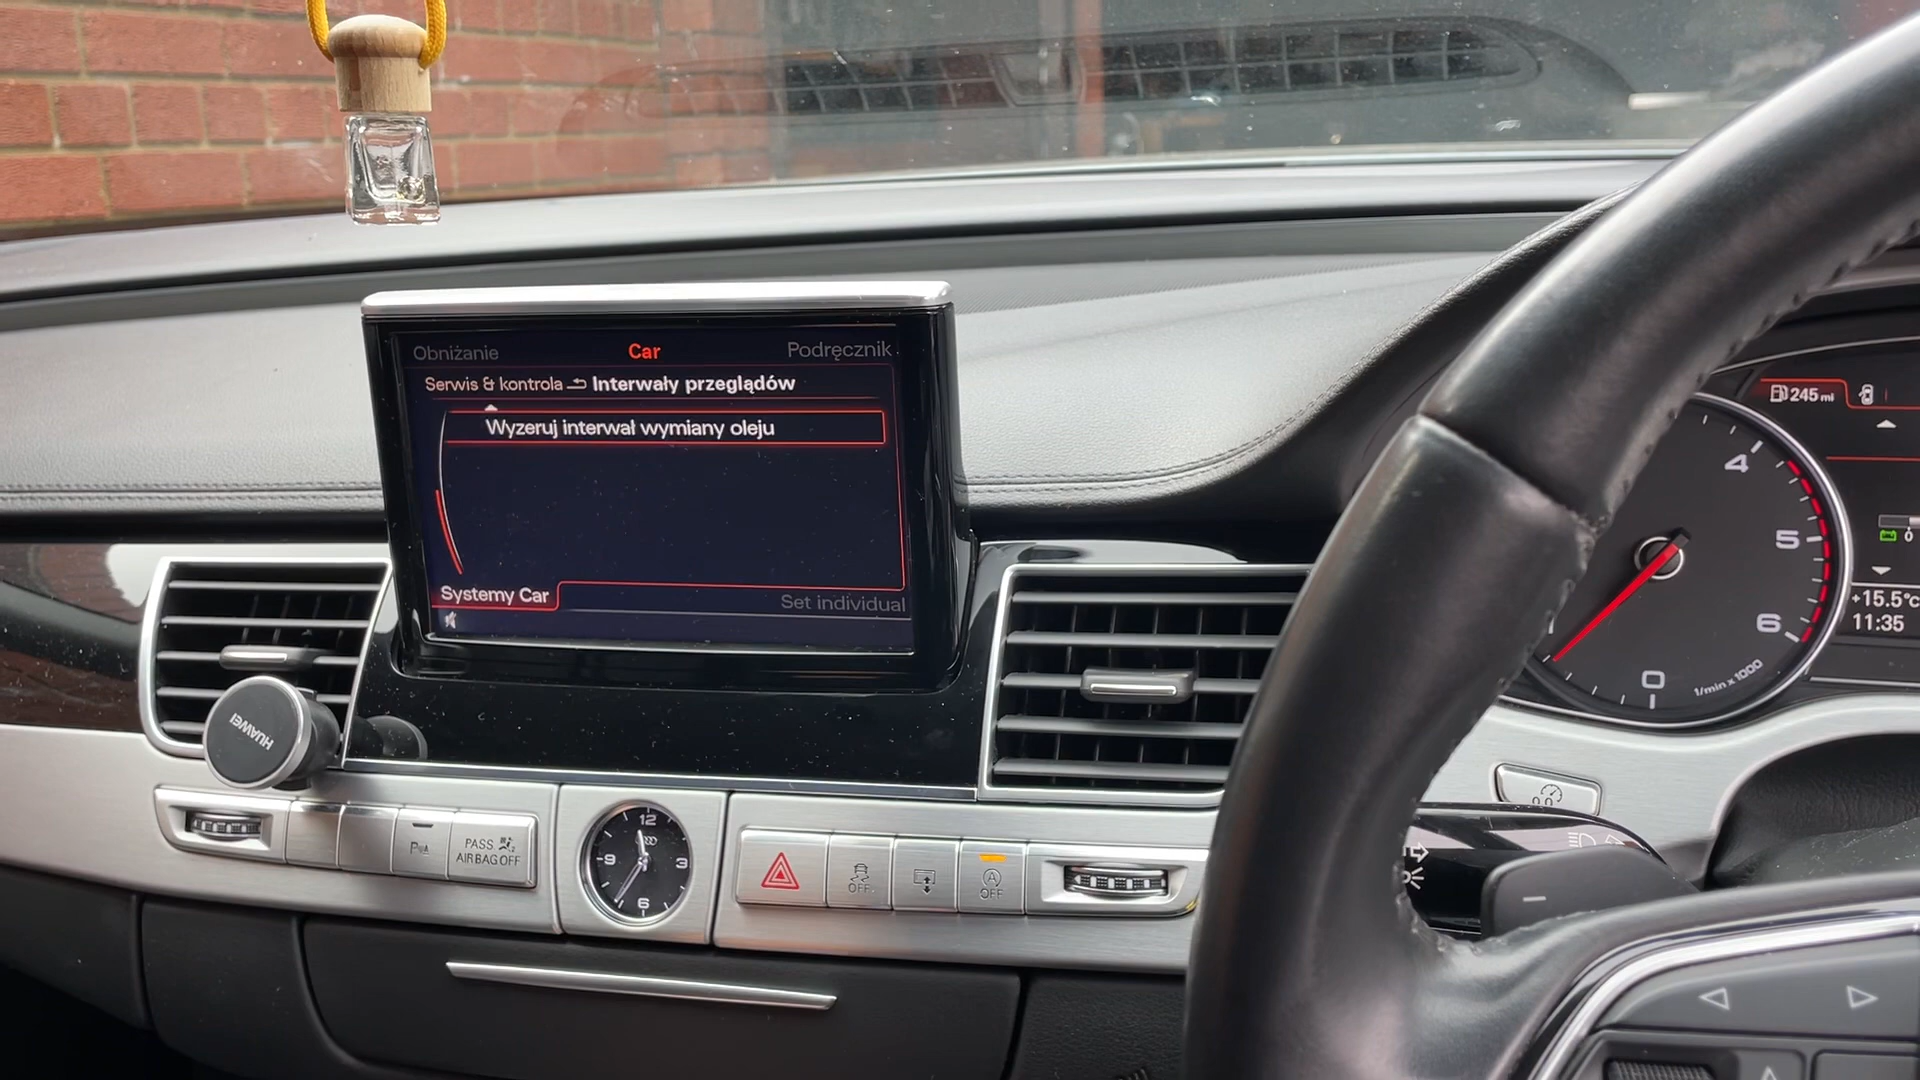 Obniżanie Car Podręcznik
Serwis & kontrola Interwały przeglądów
Wyzeruj interwał wymiany oleju
Systemy Car
Set individual
HUAWEI
PASS
AIRBAG OFF
12
9
3
6
OFF
A
OFF
245 mi
4
5
6
0
1/min x 1000
0
+15.5°C
11:35